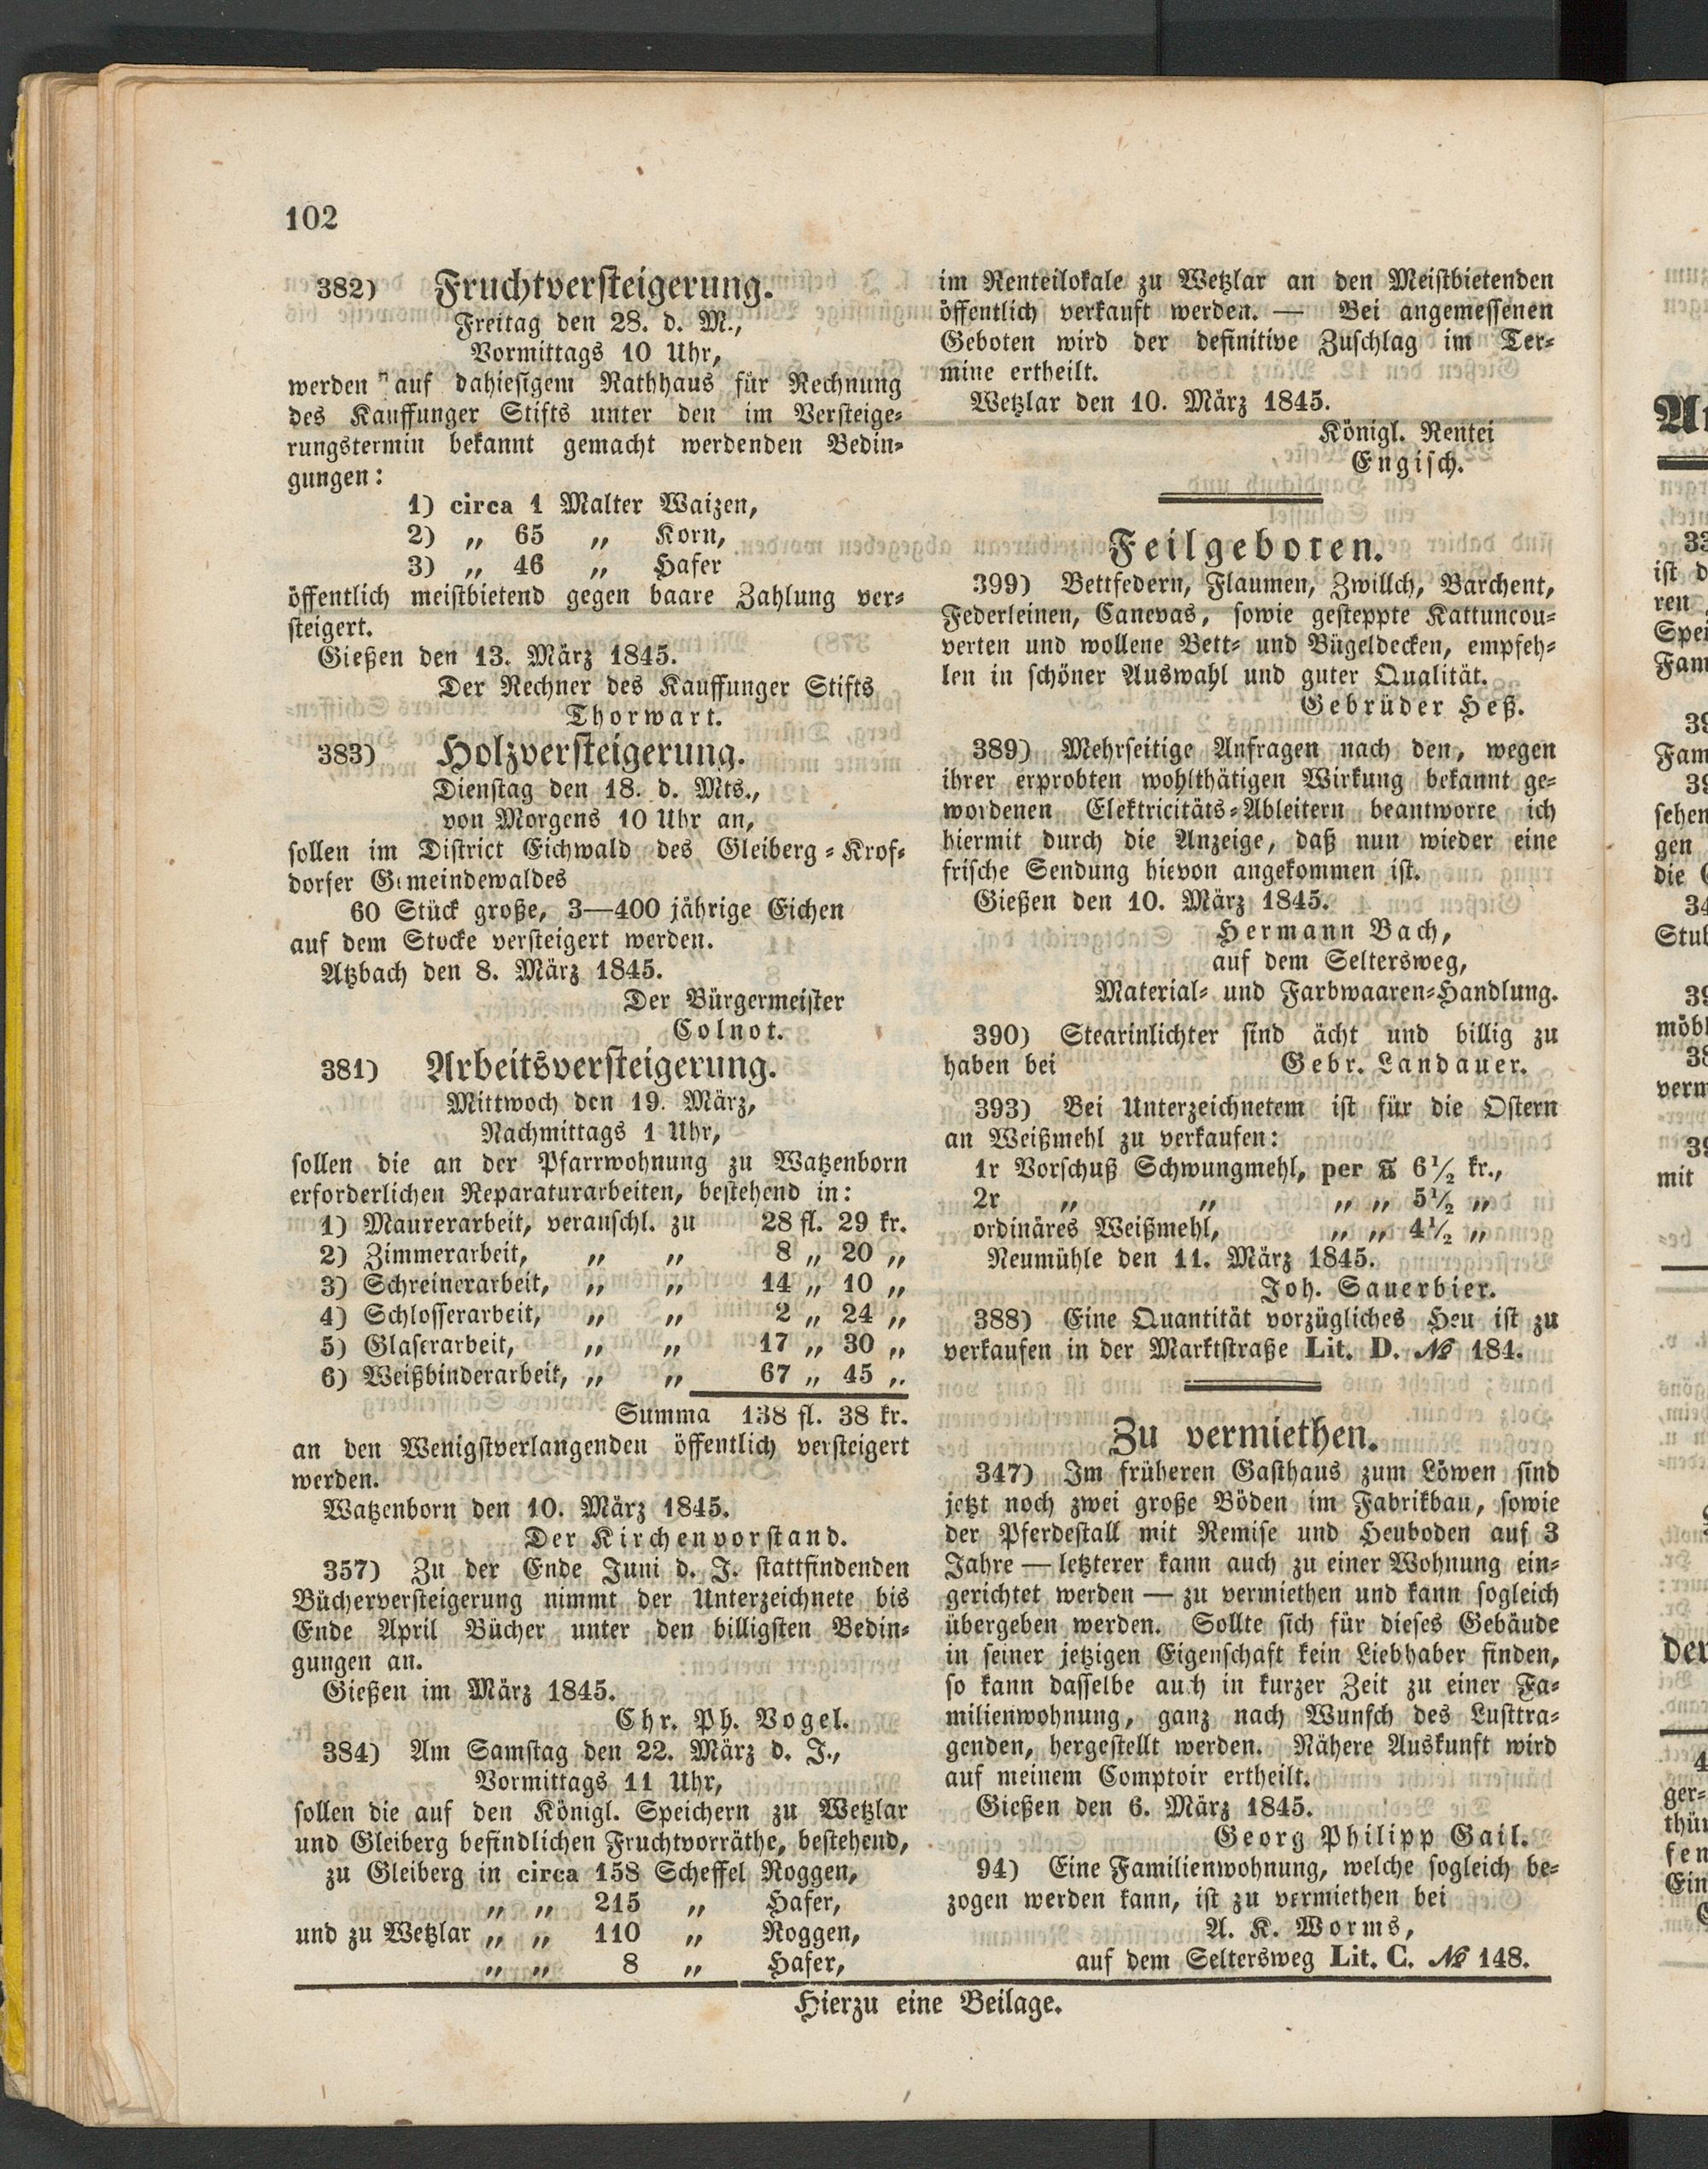 102
382) Fruchtversteigerung.
Freitag den 28. d. M.,
Vormittags 10 Uhr,
werden auf dahiesigem Rathhaus für Rechnung
des Kauffunger Stifts unter den im Versteige-
rungstermin bekannt gemacht werdenden Bedin-
gungen:
1) circa 1 Malter Waizen,
2) „ 65 „ Korn,
3) „ 46 „ Hafer
öffentlich meistbietend gegen baare Zahlung ver-
steigert.
Gießen den 13. März 1845.
Der Rechner des Kauffunger Stifts
Thorwart.
383) Holzversteigerung.
Dienstag den 18. d. Mts.,
von Morgens 10 Uhr an,
sollen im District Eichwald des Gleiberg-Krof-
dorfer Gemeindewaldes
60 Stück große, 3—400 jährige Eichen
auf dem Stocke versteigert werden.
Atzbach den 8. März 1845.
Der Bürgermeister
Colnot.
381) Arbeitsversteigerung.
Mittwoch den 19. März,
Nachmittags 1 Uhr,
sollen die an der Pfarrwohnung zu Watzenborn
erforderlichen Reparaturarbeiten, bestehend in:
1) Maurerarbeit, veranschl. zu 28 fl. 29 kr.
2) Zimmerarbeit, „ „ 8 „ 20 „
3) Schreinerarbeit, „ „ 14 „ 10 „
4) Schlosserarbeit, „ „ 2 „ 24 „
5) Glaserarbeit, „ „ 17 „ 30 „
6) Weißbinderarbeit, „ „ 67 „ 45 „
Summa 138 fl. 38 kr.
an den Wenigstverlangenden öffentlich versteigert
werden.
Watzenborn den 10. März 1845.
Der Kirchenvorstand.
357) Zu der Ende Juni d. J. stattfindenden
Bücherversteigerung nimmt der Unterzeichnete bis
Ende April Bücher unter den billigsten Bedin-
gungen an.
Gießen im März 1845.
Chr. Ph. Vogel.
384) Am Samstag den 22. März d. J.,
Vormittags 11 Uhr,
sollen die auf den Königl. Speichern zu Wetzlar
und Gleiberg befindlichen Fruchtvorräthe, bestehend,
zu Gleiberg in circa 158 Scheffel Roggen,
„ „ 215 „ Hafer,
und zu Wetzlar „ „ 110 „ Roggen,
„ „ 8 „ Hafer,
im Renteilokale zu Wetzlar an den Meistbietenden
öffentlich verkauft werden. — Bei angemessenen
Geboten wird der definitive Zuschlag im Ter-
mine ertheilt.
Wetzlar den 10. März 1845.
Königl. Rentei
Engisch.
Feilgeboten.
399) Bettfedern, Flaumen, Zwillch, Barchent,
Federleinen, Canevas, sowie gesteppte Kattuncou-
verten und wollene Bett- und Bügeldecken, empfeh-
len in schöner Auswahl und guter Qualität.
Gebrüder Heß.
389) Mehrseitige Anfragen nach den, wegen
ihrer erprobten wohlthätigen Wirkung bekannt ge-
wordenen Elektricitäts-Ableitern beantworte ich
hiermit durch die Anzeige, daß nun wieder eine
frische Sendung hievon angekommen ist.
Gießen den 10. März 1845.
Hermann Bach,
auf dem Seltersweg,
Material- und Farbwaaren-Handlung.
390) Stearinlichter sind ächt und billig zu
haben bei Gebr. Landauer.
393) Bei Unterzeichnetem ist für die Ostern
an Weißmehl zu verkaufen:
1r Vorschuß Schwungmehl, per ℔ 6½ kr.,
2r „ „ „ „ 5½ „
ordinäres Weißmehl, „ „ 4½ „
Neumühle den 11. März 1845.
Joh. Sauerbier.
388) Eine Quantität vorzügliches Heu ist zu
verkaufen in der Marktstraße Lit. D. № 184.
Zu vermiethen.
347) Im früheren Gasthaus zum Löwen sind
jetzt noch zwei große Böden im Fabrikbau, sowie
der Pferdestall mit Remise und Heuboden auf 3
Jahre — letzterer kann auch zu einer Wohnung ein-
gerichtet werden — zu vermiethen und kann sogleich
übergeben werden. Sollte sich für dieses Gebäude
in seiner jetzigen Eigenschaft kein Liebhaber finden,
so kann dasselbe auch in kurzer Zeit zu einer Fa-
milienwohnung, ganz nach Wunsch des Lusttra-
genden, hergestellt werden. Nähere Auskunft wird
auf meinem Comptoir ertheilt.
Gießen den 6. März 1845.
Georg Philipp Gail.
94) Eine Familienwohnung, welche sogleich be-
zogen werden kann, ist zu vermiethen bei
A. K. Worms,
auf dem Seltersweg Lit. C. № 148.
Hierzu eine Beilage.